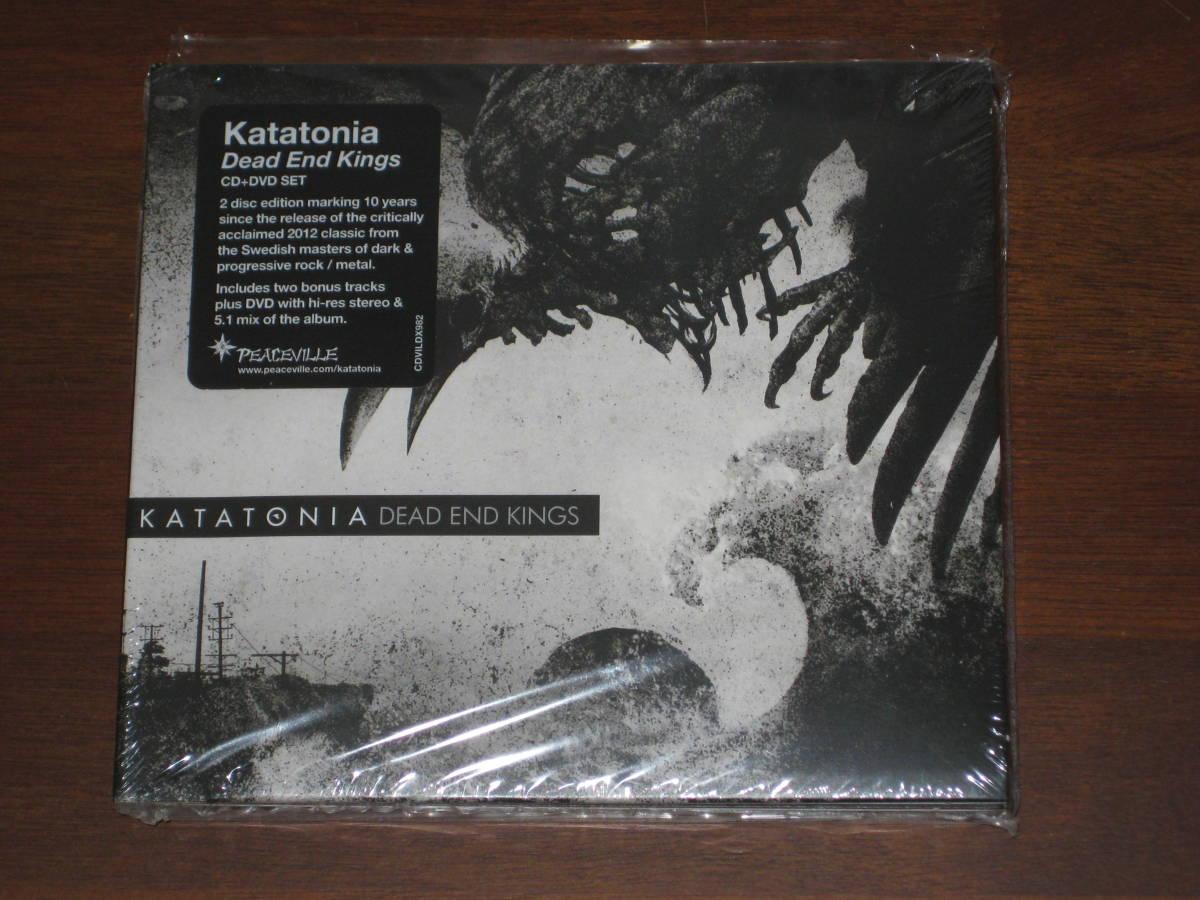 Katatonia
Dead End Kings
CD+DVD SET
2 disc edition marking 10 years
since the release of the critically
acclaimed 2012 classic from
the Swedish masters of dark &
progressive rock / metal.
Includes two bonus tracks
plus DVD with hi-res stereo &
5.1 mix of the album.
PEACEVILLE
www.peaceville.com/katatonia
CDVILDX982
KATATONIA DEAD END KINGS